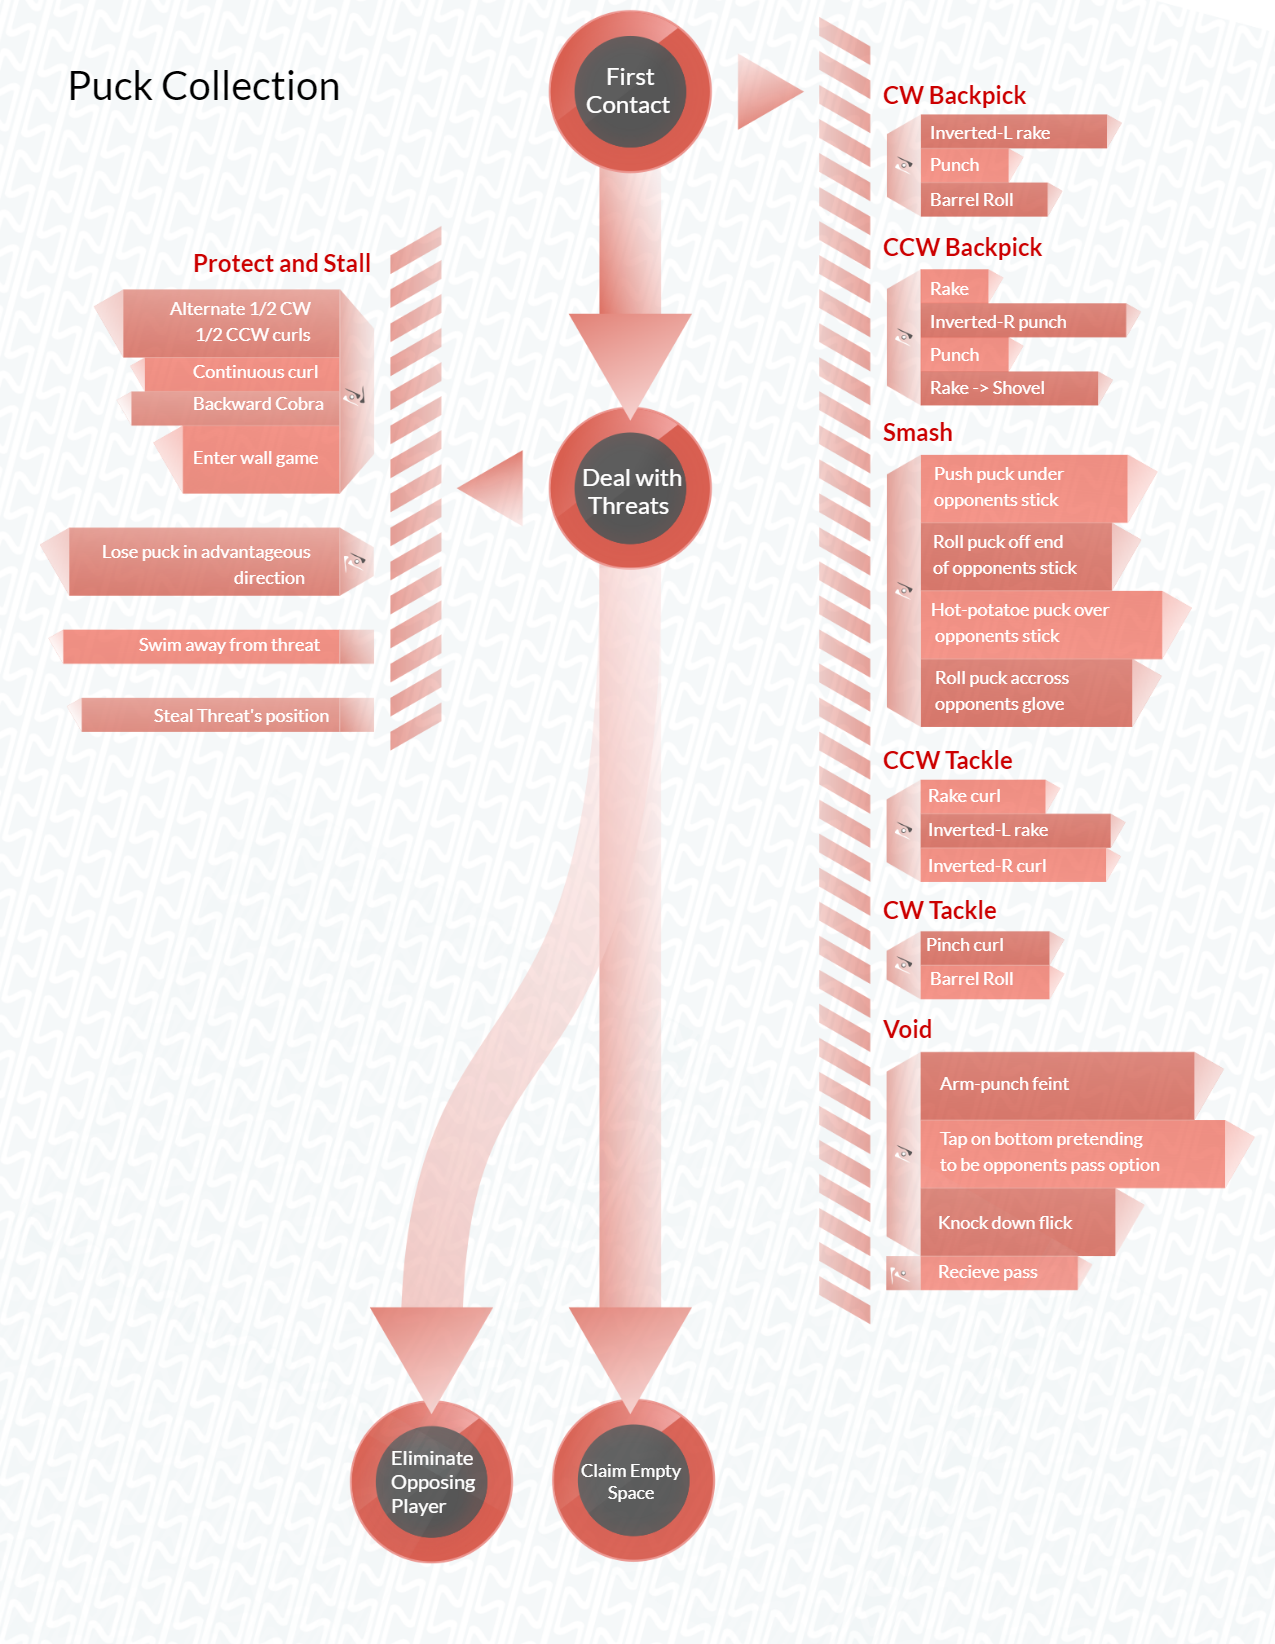 Puck Collection
First
Contact
CW Backpick
Inverted-L rake
Punch
Barrel Roll
CCW Backpick
Rake
Inverted-R punch
Punch
Rake -> Shovel
Smash
Push puck under
opponents stick
Roll puck off end
of opponents stick
Hot-potatoe puck over
opponents stick
Roll puck accross
opponents glove
CCW Tackle
Rake curl
Inverted-L rake
Inverted-R curl
CW Tackle
Pinch curl
Barrel Roll
Void
Arm-punch feint
Tap on bottom pretending
to be opponents pass option
Knock down flick
Recieve pass
Deal with
Threats
Protect and Stall
Alternate 1/2 CW
1/2 CCW curls
Continuous curl
Backward Cobra
Enter wall game
Lose puck in advantageous
direction
Swim away from threat
Steal Threat's position
Eliminate
Opposing
Player
Claim Empty
Space